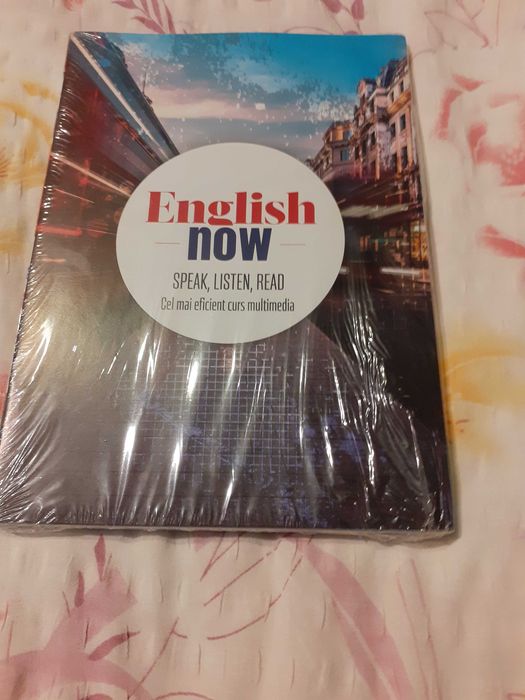 English
now
SPEAK, LISTEN, READ
Cel mai eficient curs multimedia